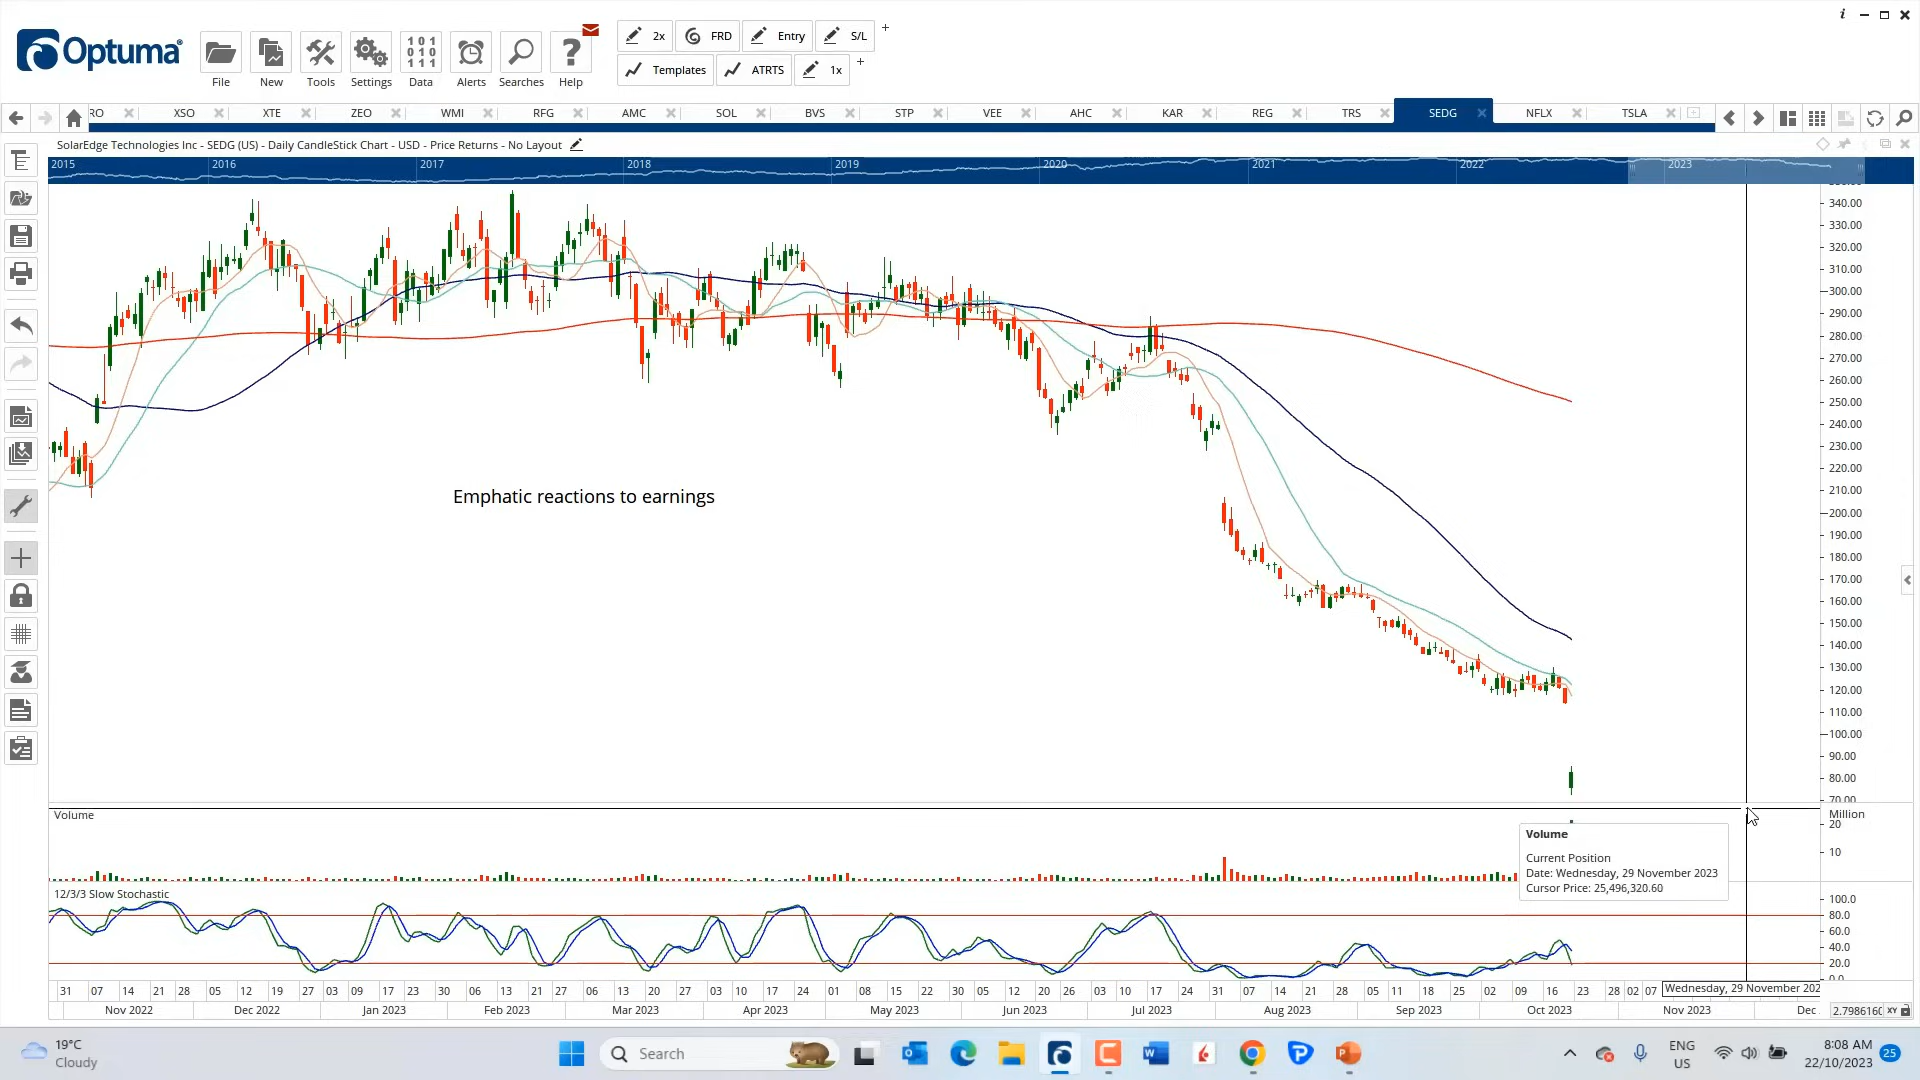 Optuma®
File
New
Tools
Settings
Data
Alerts
Searches
Help
2x
FRD
Entry
S/L
Templates
ATRTS
1x
RO
XSO
XTE
ZEO
WMI
RFG
AMC
SOL
BVS
STP
VEE
AHC
KAR
REG
TRS
SEDG
NFLX
TSLA
SolarEdge Technologies Inc - SEDG (US) - Daily CandleStick Chart - USD - Price Returns - No Layout
2015 2016 2017 2018 2019 2020 2021 2022 2023
340.00
330.00
320.00
310.00
300.00
290.00
280.00
270.00
260.00
250.00
240.00
230.00
220.00
210.00
200.00
190.00
180.00
170.00
160.00
150.00
140.00
130.00
120.00
110.00
100.00
90.00
80.00
70.00
Emphatic reactions to earnings
Volume
Million
20
10
Volume
Current Position
Date: Wednesday, 29 November 2023
Cursor Price: 25,496,320.60
12/3/3 Slow Stochastic
100.0
80.0
60.0
40.0
20.0
0.0
31 07 14 21 28 05 12 19 27 03 09 17 23 30 06 13 21 27 06 13 20 27 03 10 17 24 01 08 15 22 30 05 12 20 26 03 10 17 24 31 07 14 21 28 05 11 18 25 02 09 16 23 28 02 07
Wednesday, 29 November 202
Nov 2022 Dec 2022 Jan 2023 Feb 2023 Mar 2023 Apr 2023 May 2023 Jun 2023 Jul 2023 Aug 2023 Sep 2023 Oct 2023 Nov 2023 Dec
2.798616 XY
19°C
Cloudy
Search
ENG
US
8:08 AM
22/10/2023
25